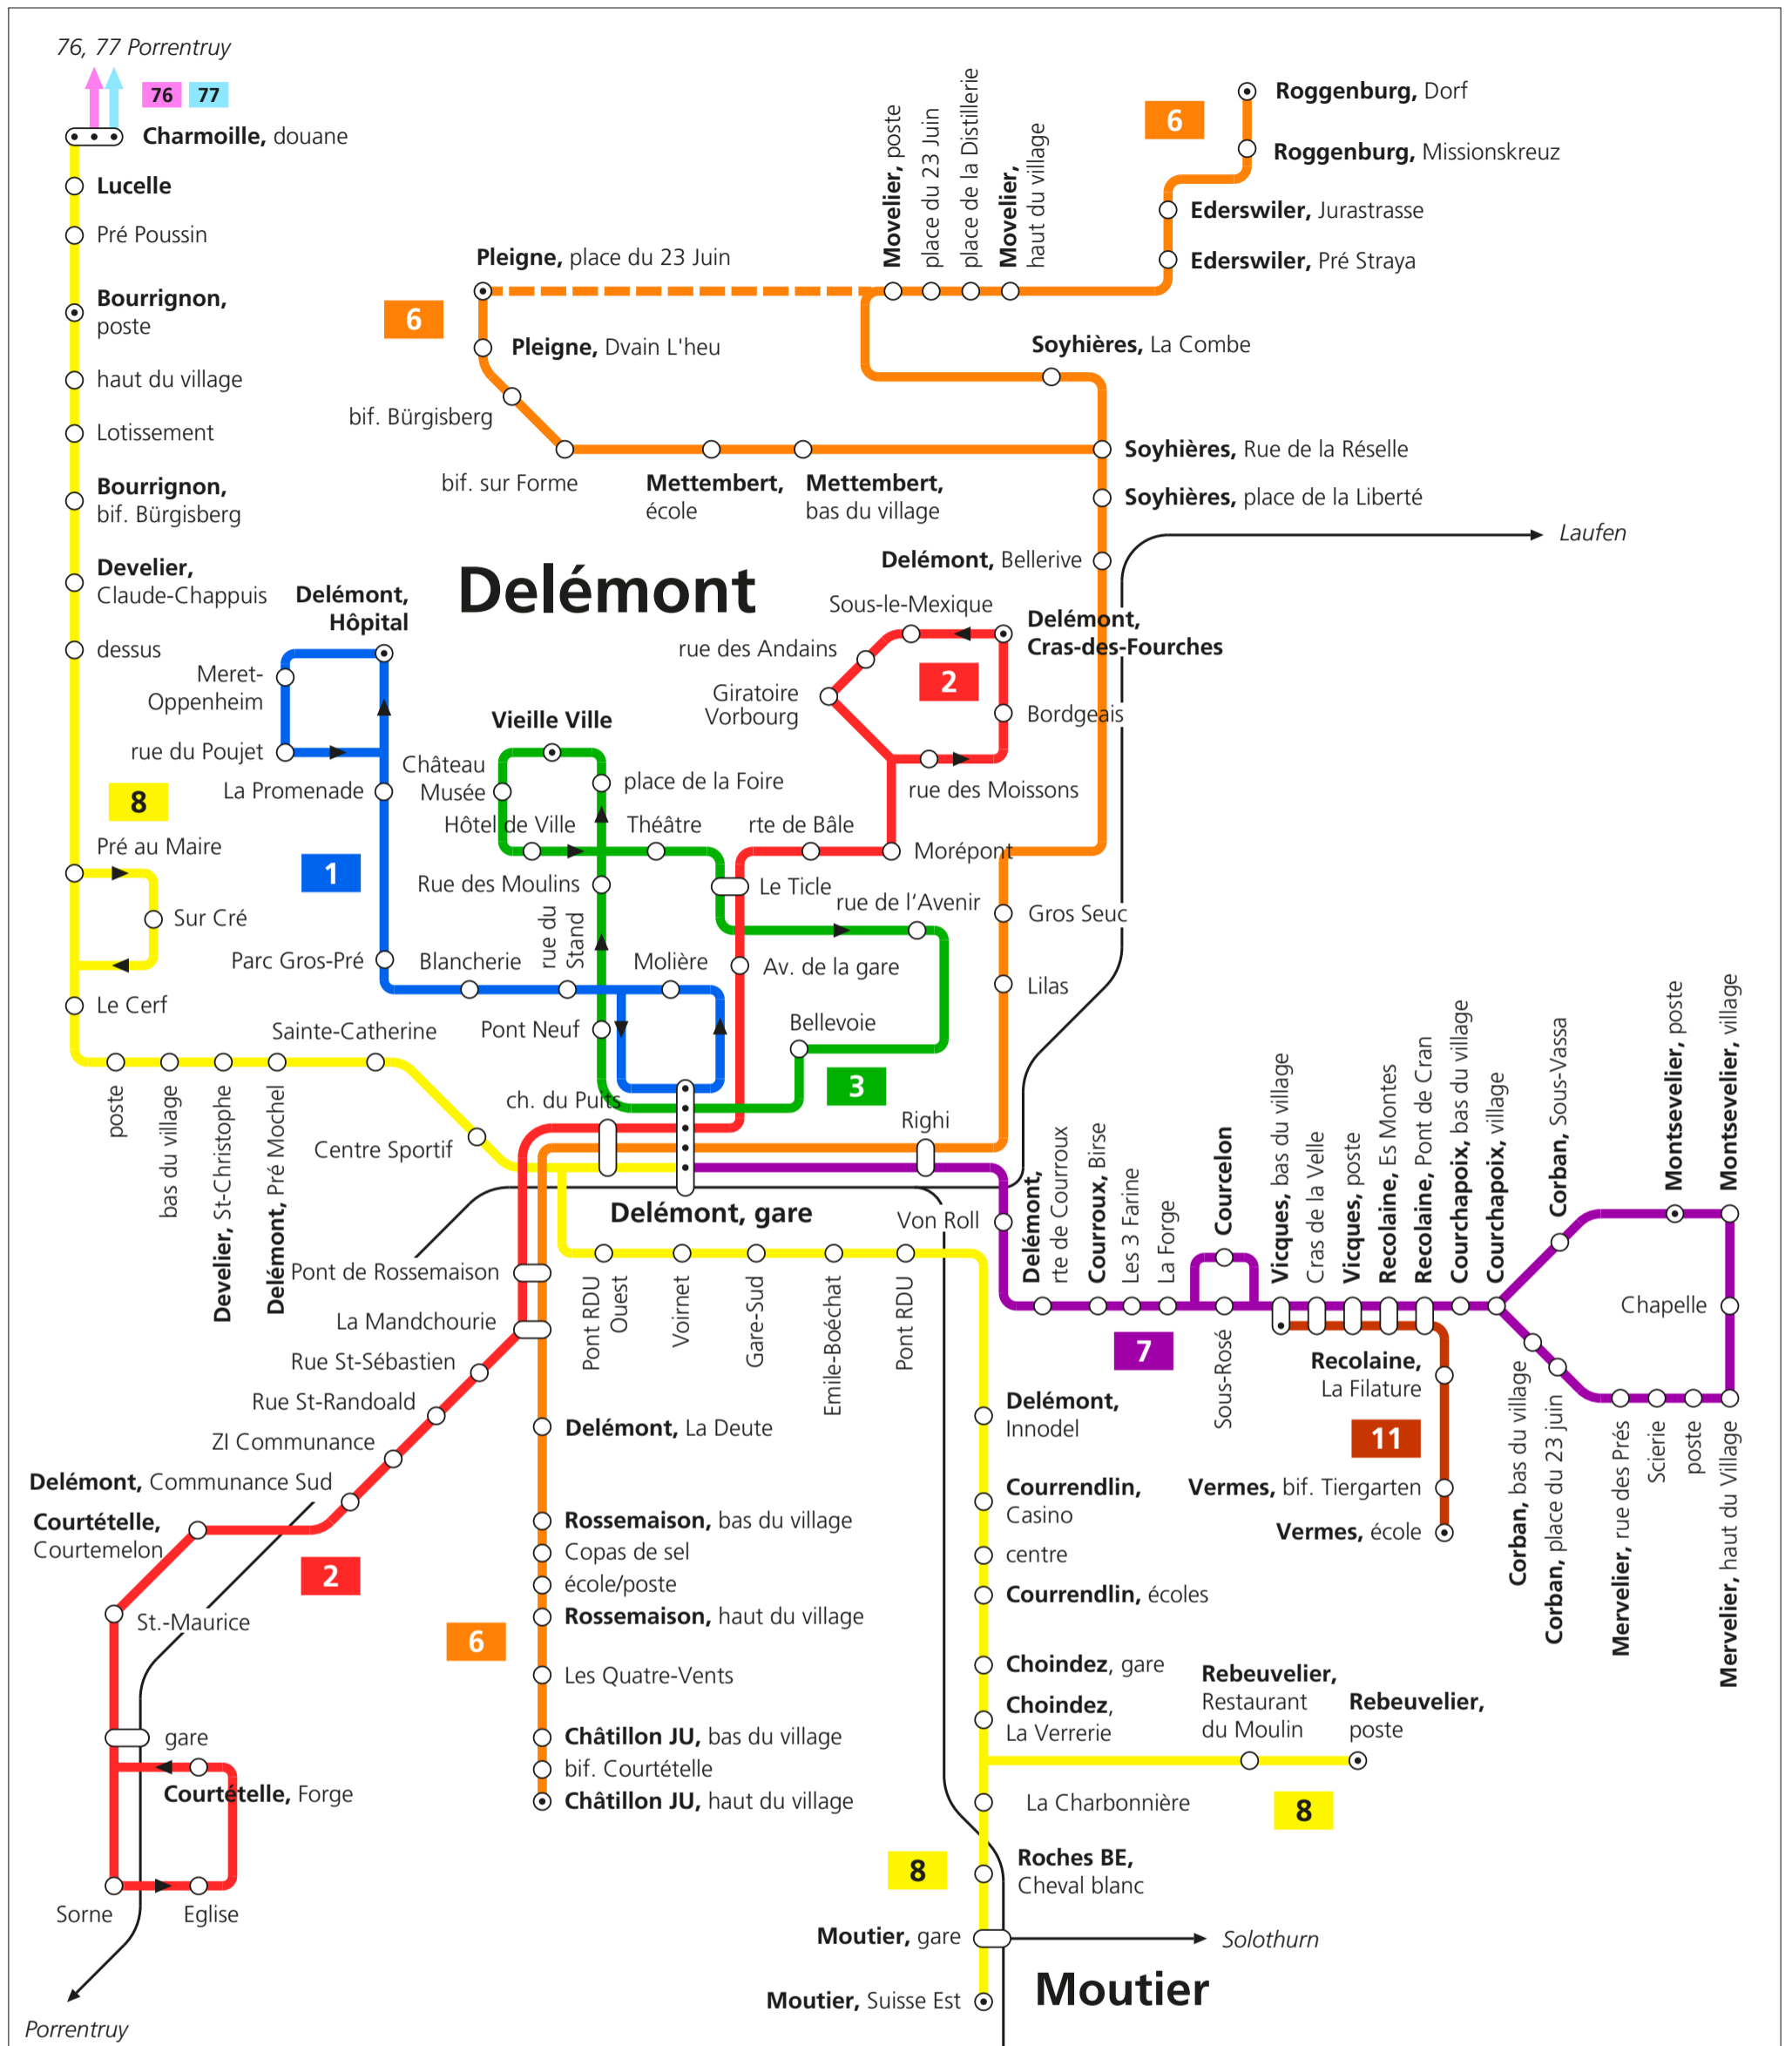 76, 77 Porrentruy
76
77
Charmoille, douane
Lucelle
Pré Poussin
Bourrignon,
poste
haut du village
Lotissement
Bourrignon,
bif. Bürgisberg
Develier,
Claude-Chappuis
dessus
8
Pré au Maire
Sur Cré
Le Cerf
poste
bas du village
Develier, St-Christophe
Delémont, Pré Mochel
Sainte-Catherine
Centre Sportif
6
Roggenburg, Dorf
Roggenburg, Missionskreuz
Ederswiler, Jurastrasse
Ederswiler, Pré Straya
Movelier, poste
place du 23 Juin
place de la Distillerie
Movelier,
haut du village
Pleigne, place du 23 Juin
6
Pleigne, Dvain L'heu
bif. Bürgisberg
bif. sur Forme
Mettembert,
école
Mettembert,
bas du village
Soyhières, La Combe
Soyhières, Rue de la Réselle
Soyhières, place de la Liberté
Laufen
Delémont, Bellerive
Delémont
Delémont,
Hôpital
Meret-
Oppenheim
rue du Poujet
La Promenade
1
Parc Gros-Pré
Blancherie
rue du
Stand
Molière
Sous-le-Mexique
Delémont,
Cras-des-Fourches
rue des Andains
2
Giratoire
Vorbourg
Bordgeais
rue des Moissons
Vieille Ville
Château
Musée
place de la Foire
Hôtel de Ville
Théâtre
rte de Bâle
Morépont
Rue des Moulins
Le Ticle
rue de l‘Avenir
Gros Seuc
Av. de la gare
Lilas
Pont Neuf
Bellevoie
3
ch. du Puits
Righi
Delémont, gare
Von Roll
Delémont,
rte de Courroux
Courroux, Birse
Les 3 Farine
La Forge
Courcelon
Sous-Rosé
Vicques, bas du village
Cras de la Velle
Vicques, poste
Recolaine, Es Montes
Recolaine, Pont de Cran
Courchapoix, bas du village
Courchapoix, village
Corban, Sous-Vassa
Montsevelier, poste
Montsevelier, village
Chapelle
7
Recolaine,
La Filature
11
Vermes, bif. Tiergarten
Vermes, école
Corban, bas du village
Corban, place du 23 juin
Mervelier, rue des Prés
Scierie
poste
Mervelier, haut du Village
Pont de Rossemaison
La Mandchourie
Pont RDU
Ouest
Voirnet
Gare-Sud
Emile-Boéchat
Pont RDU
Rue St-Sébastien
Rue St-Randoald
ZI Communance
Delémont, Communance Sud
Courtételle,
Courtemelon
2
St.-Maurice
gare
Courtételle, Forge
Sorne
Eglise
Porrentruy
Delémont, La Deute
Rossemaison, bas du village
Copas de sel
école/poste
Rossemaison, haut du village
6
Les Quatre-Vents
Châtillon JU, bas du village
bif. Courtételle
Châtillon JU, haut du village
Delémont,
Innodel
Courrendlin,
Casino
centre
Courrendlin, écoles
Choindez, gare
Choindez,
La Verrerie
Rebeuvelier,
Restaurant
du Moulin
Rebeuvelier,
poste
La Charbonnière
8
8
Roches BE,
Cheval blanc
Moutier, gare
Solothurn
Moutier
Moutier, Suisse Est